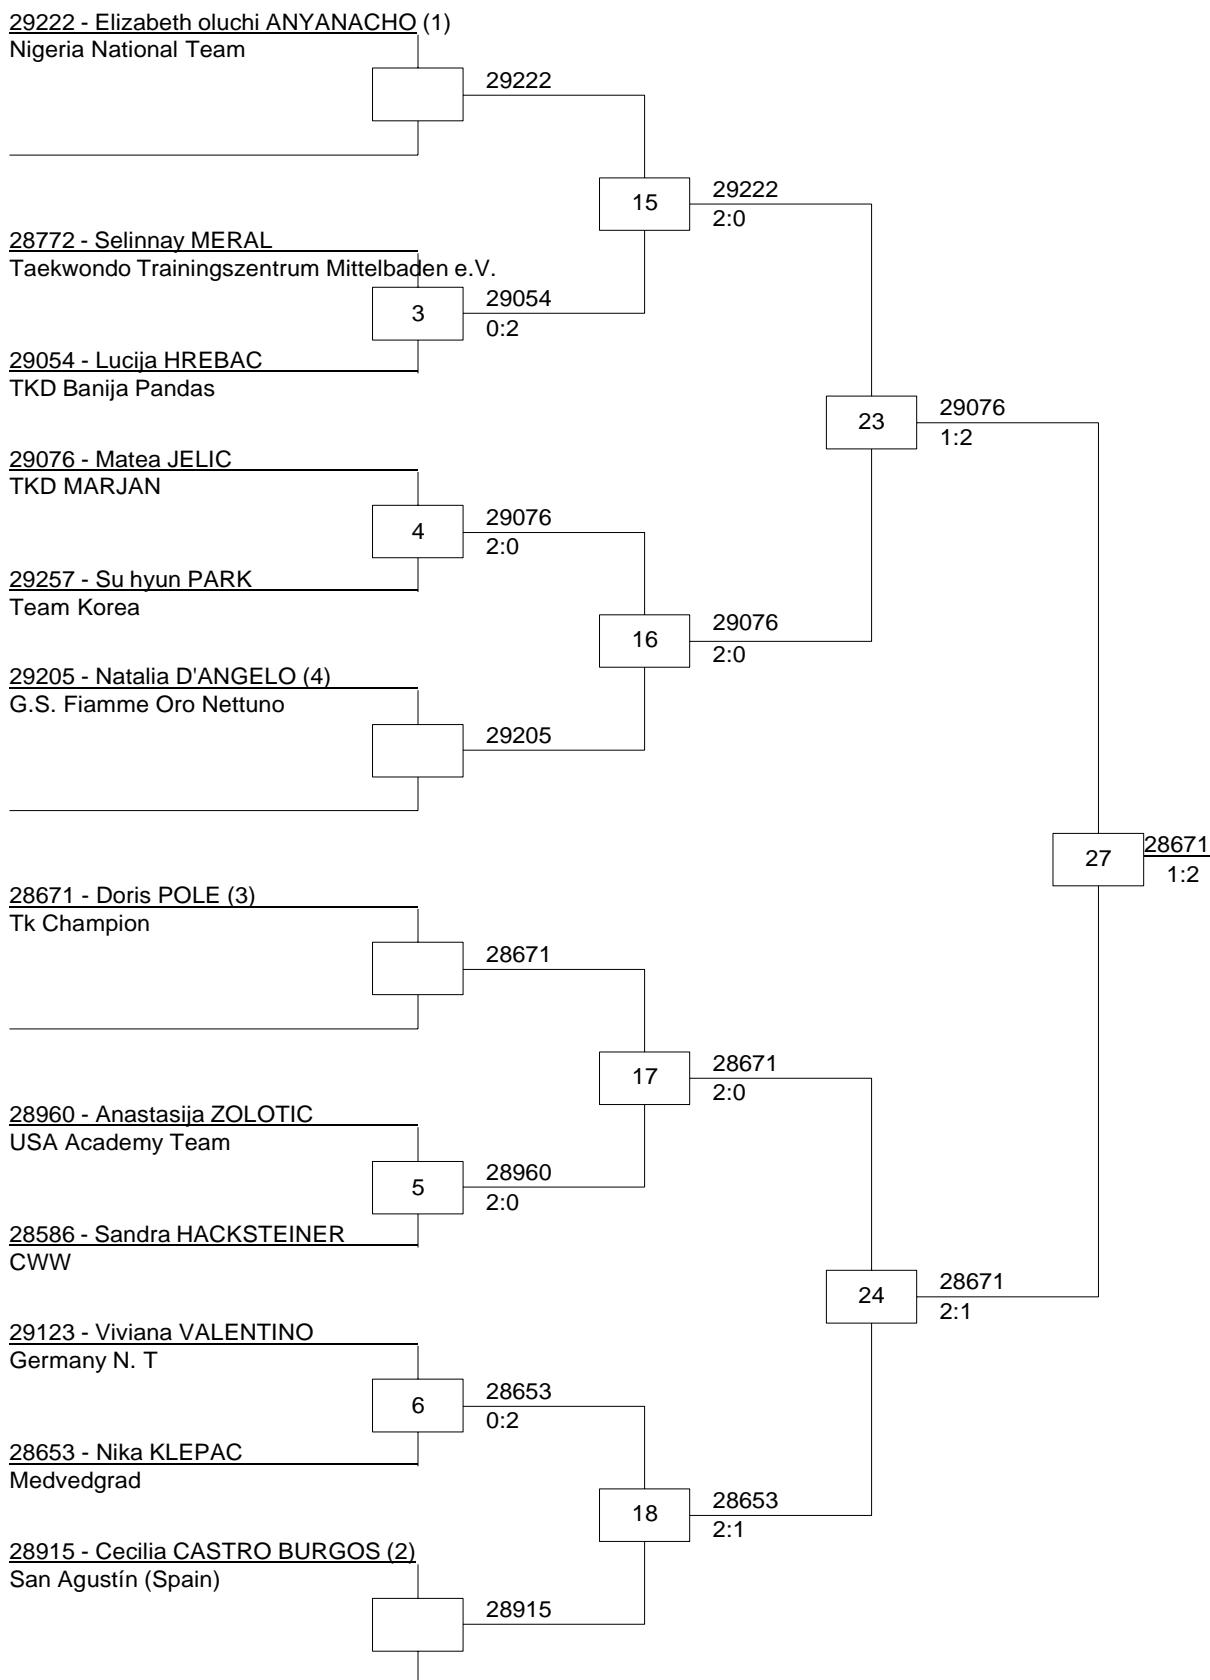 29222 - Elizabeth oluchi ANYANACHO (1)
Nigeria National Team
29222
15
29222
2:0
28772 - Selinnay MERAL
Taekwondo Trainingszentrum Mittelbaden e.V.
3
29054
0:2
29054 - Lucija HREBAC
TKD Banija Pandas
23
29076
1:2
29076 - Matea JELIC
TKD MARJAN
4
29076
2:0
29257 - Su hyun PARK
Team Korea
16
29076
2:0
29205 - Natalia D'ANGELO (4)
G.S. Fiamme Oro Nettuno
29205
27
28671
1:2
28671 - Doris POLE (3)
Tk Champion
28671
17
28671
2:0
28960 - Anastasija ZOLOTIC
USA Academy Team
5
28960
2:0
28586 - Sandra HACKSTEINER
CWW
24
28671
2:1
29123 - Viviana VALENTINO
Germany N. T
6
28653
0:2
28653 - Nika KLEPAC
Medvedgrad
18
28653
2:1
28915 - Cecilia CASTRO BURGOS (2)
San Agustín (Spain)
28915